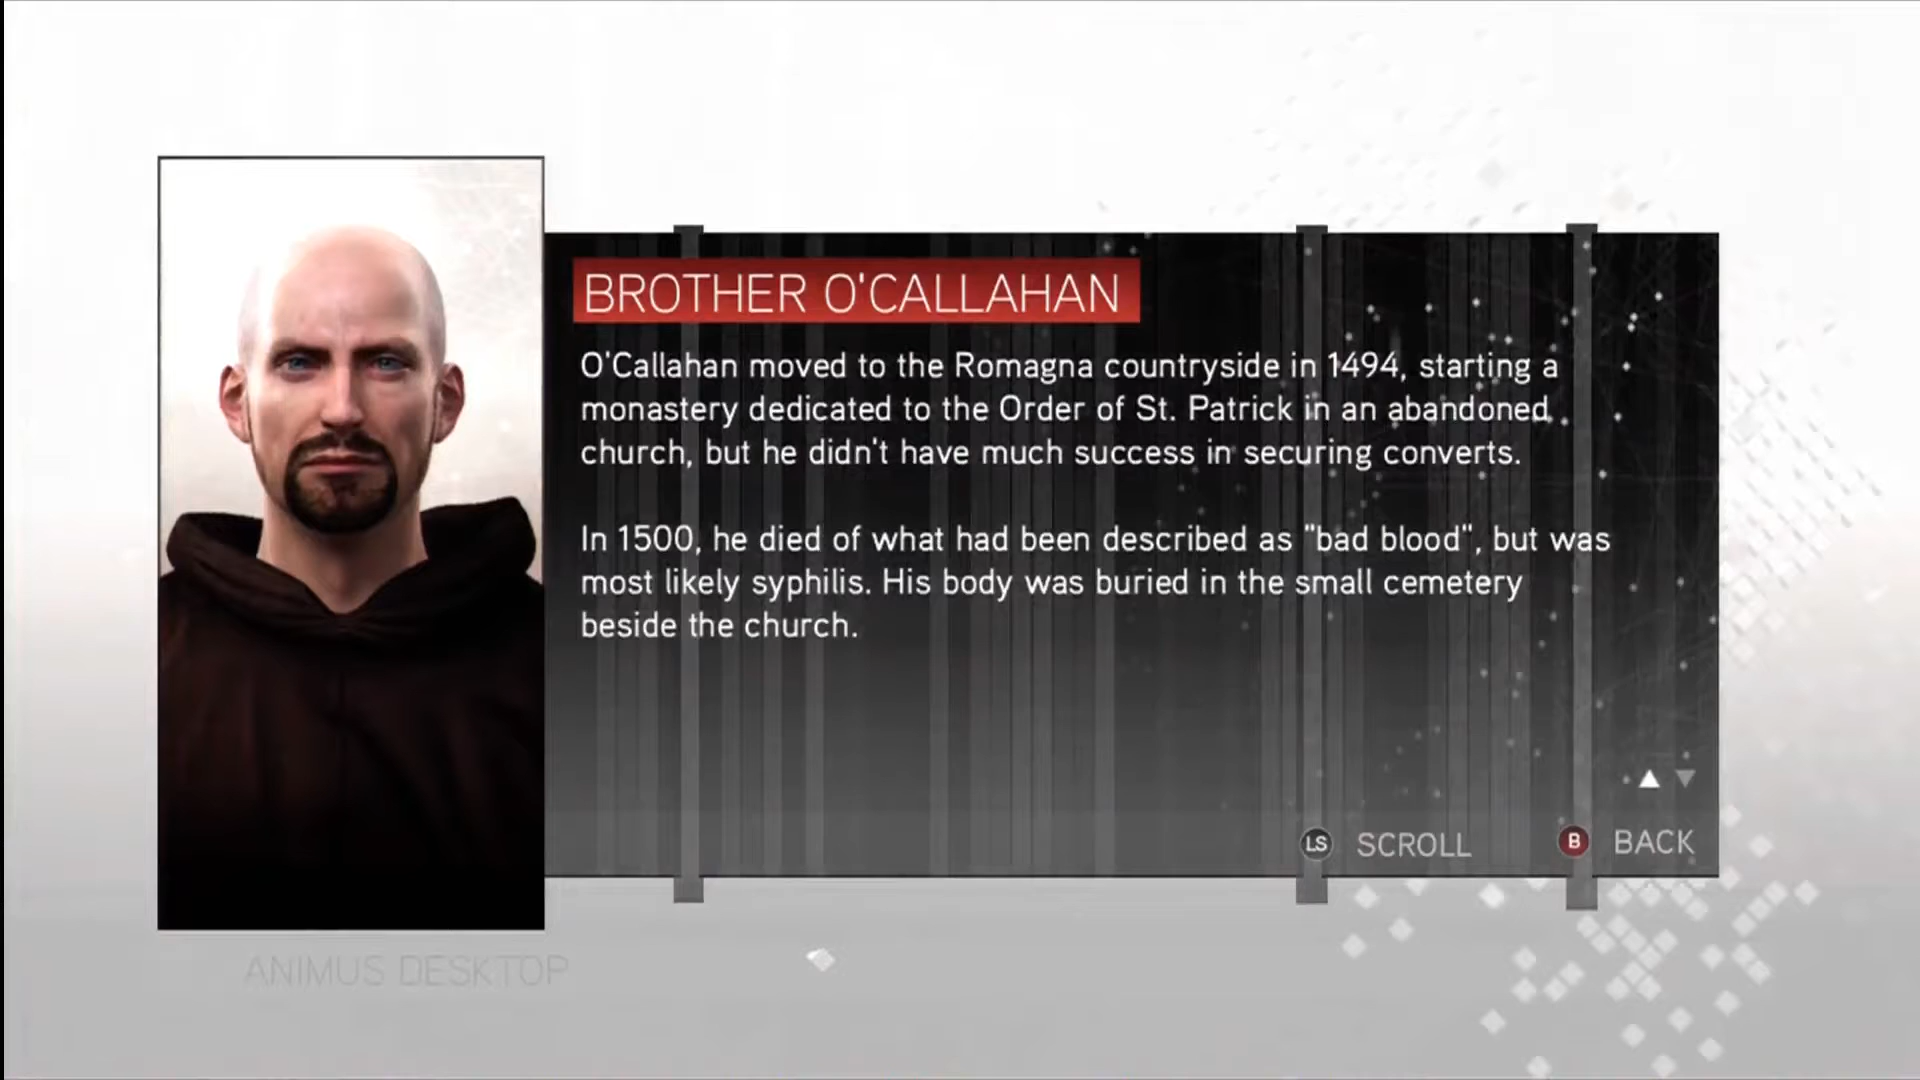 BROTHER O'CALLAHAN
O'Callahan moved to the Romagna countryside in 1494, starting a
monastery dedicated to the Order of St. Patrick in an abandoned
church, but he didn't have much success in securing converts.
In 1500, he died of what had been described as "bad blood", but was
most likely syphilis. His body was buried in the small cemetery
beside the church.
LS SCROLL B BACK
ANIMUS DESKTOP